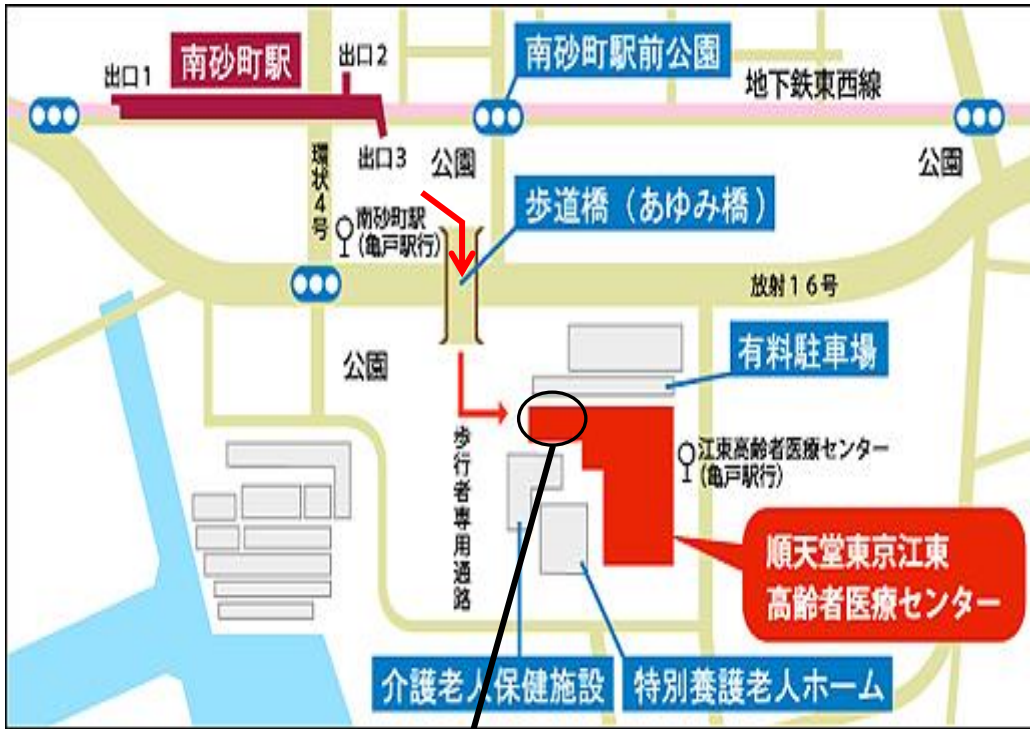 出口1
南砂町駅
出口2
南砂町駅前公園
地下鉄東西線
環状4号
出口3
公園
公園
南砂町駅
(亀戸駅行)
歩道橋（あゆみ橋）
放射16号
公園
有料駐車場
歩行者専用通路
江東高齢者医療センター
(亀戸駅行)
順天堂東京江東
高齢者医療センター
介護老人保健施設
特別養護老人ホーム